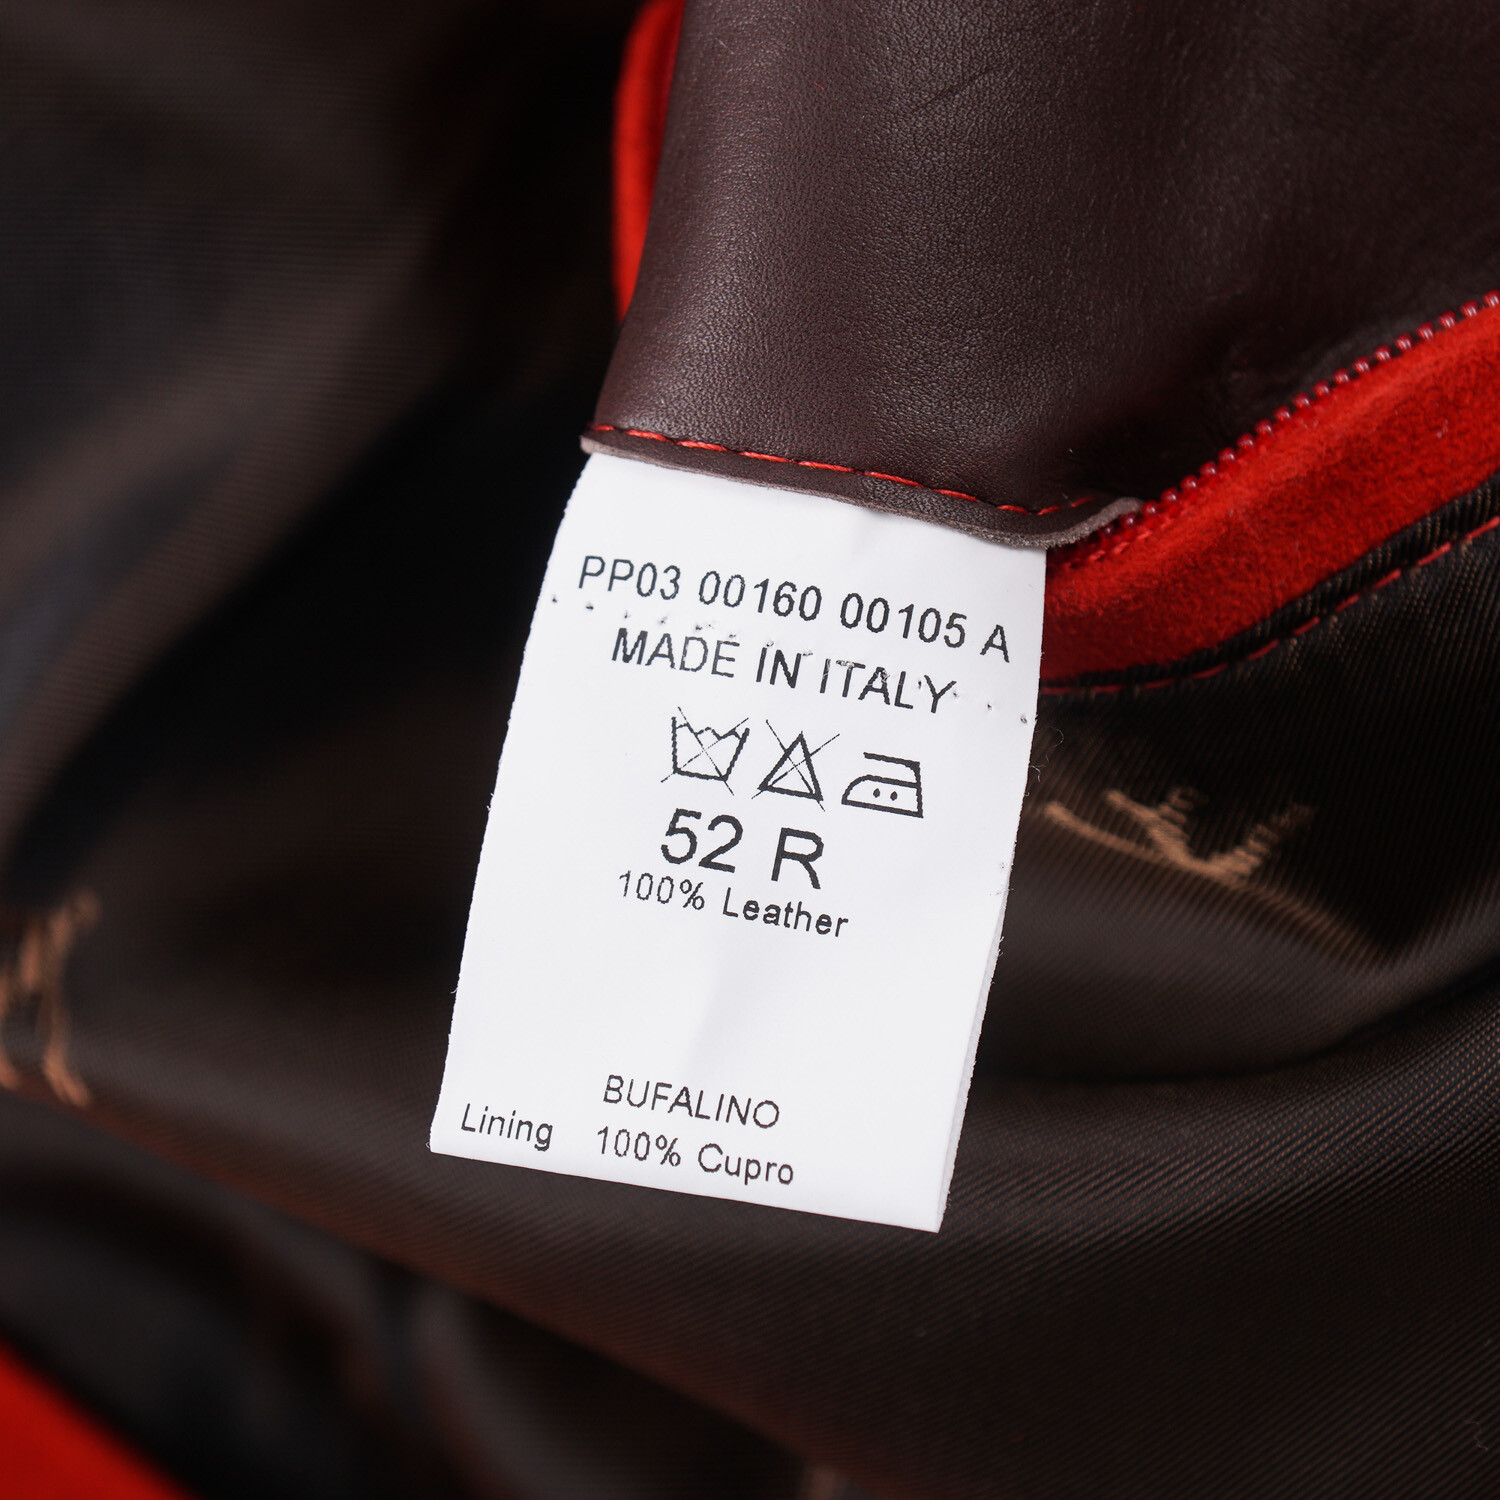 PP03 00160 00105 A
MADE IN ITALY
52 R
100% Leather
BUFALINO
Lining 100% Cupro